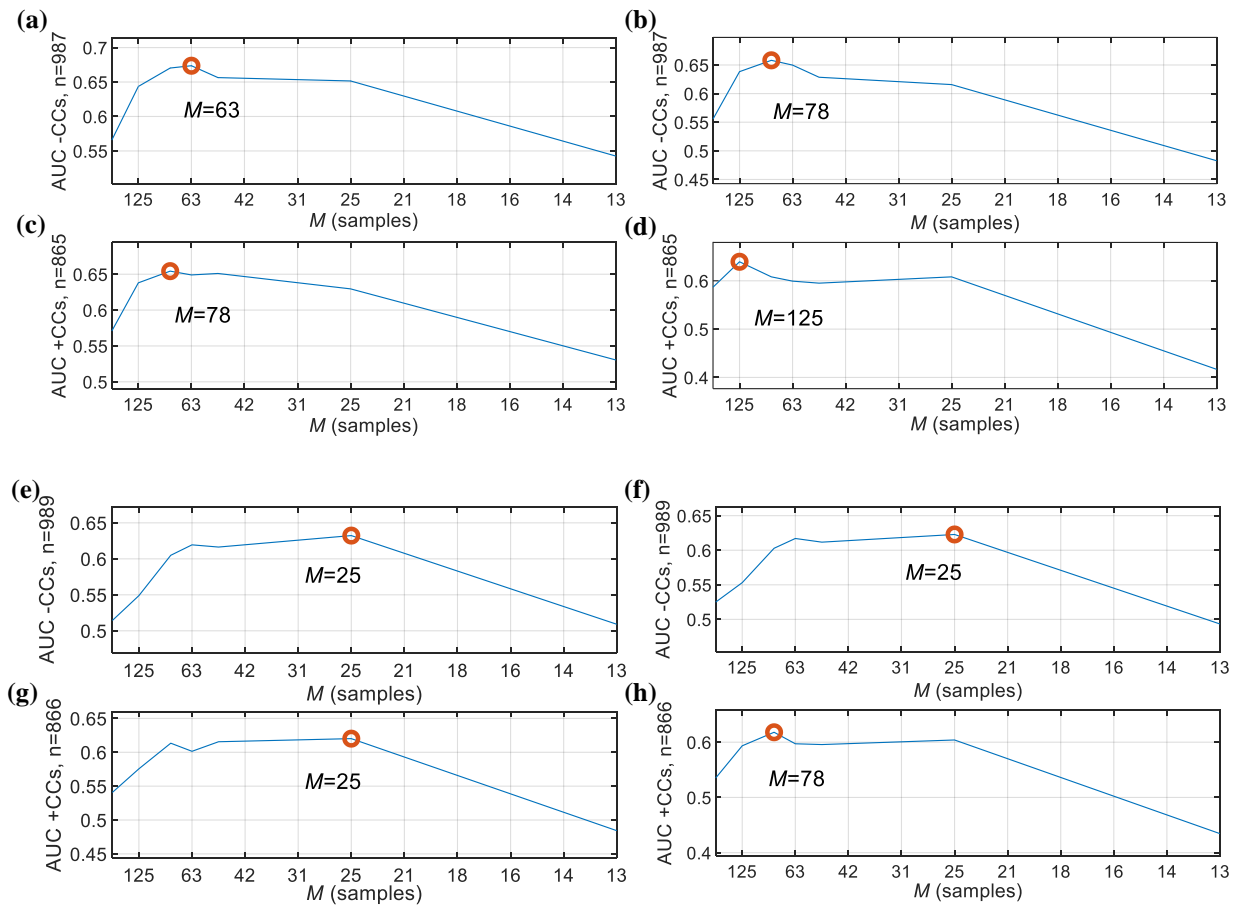 (a)
AUC -CCs, n=987
0.7
0.65
0.6
0.55
M=63
125 63 42 31 25 21 18 16 14 13
M (samples)
(b)
AUC -CCs, n=987
0.65
0.6
0.55
0.5
0.45
M=78
125 63 42 31 25 21 18 16 14 13
M (samples)
(c)
AUC +CCs, n=865
0.65
0.6
0.55
0.5
M=78
125 63 42 31 25 21 18 16 14 13
M (samples)
(d)
AUC +CCs, n=865
0.6
0.5
0.4
M=125
125 63 42 31 25 21 18 16 14 13
M (samples)
(e)
AUC -CCs, n=989
0.65
0.6
0.55
0.5
M=25
125 63 42 31 25 21 18 16 14 13
M (samples)
(f)
AUC -CCs, n=989
0.65
0.6
0.55
0.5
M=25
125 63 42 31 25 21 18 16 14 13
M (samples)
(g)
AUC +CCs, n=866
0.65
0.6
0.55
0.5
0.45
M=25
125 63 42 31 25 21 18 16 14 13
M (samples)
(h)
AUC +CCs, n=866
0.6
0.5
0.4
M=78
125 63 42 31 25 21 18 16 14 13
M (samples)